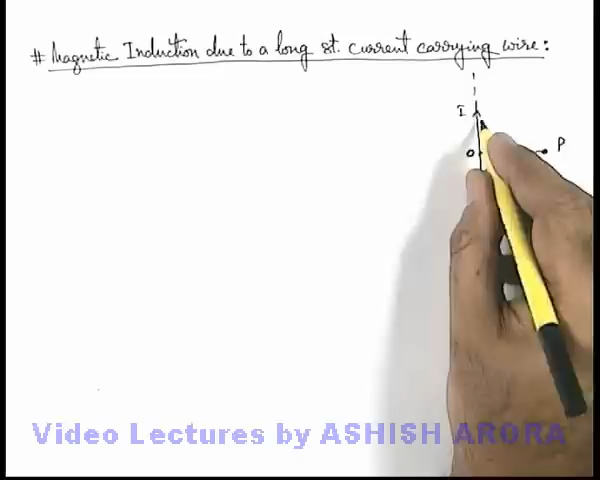 # Magnetic Induction due to a long st. current carrying wire:
I
O P
Video Lectures by ASHISH ARORA